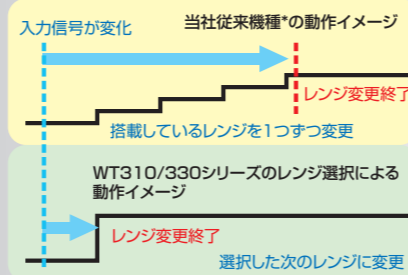 当社従来機種*の動作イメージ
入力信号が変化
レンジ変更終了
搭載しているレンジを1つずつ変更
WT310/330シリーズのレンジ選択による
動作イメージ
レンジ変更終了
選択した次のレンジに変更